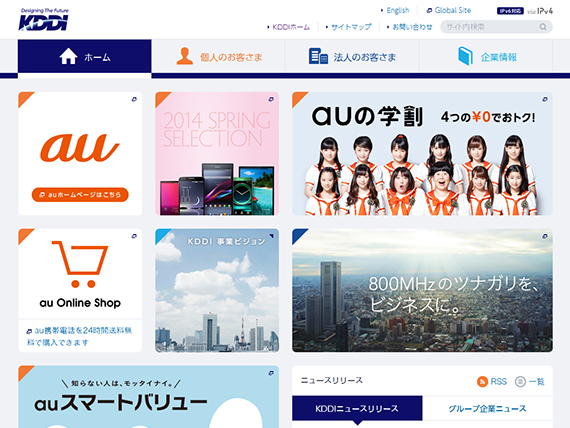 Designing The Future
KDDI
English
Global Site
IPv6対応
via IPv4
KDDIホーム
サイトマップ
お問い合わせ
サイト内検索
ホーム
個人のお客さま
法人のお客さま
企業情報
au
auホームページはこちら
2014 SPRING
SELECTION
auの学割
4つの¥0でおトク!
au Online Shop
au携帯電話を24時間送料無
料で購入できます
KDDI 事業ビジョン
800MHzのツナガリを、
ビジネスに。
知らない人は、モッタイナイ。
auスマートバリュー
ニュースリリース
RSS
一覧
KDDIニュースリリース
グループ企業ニュース